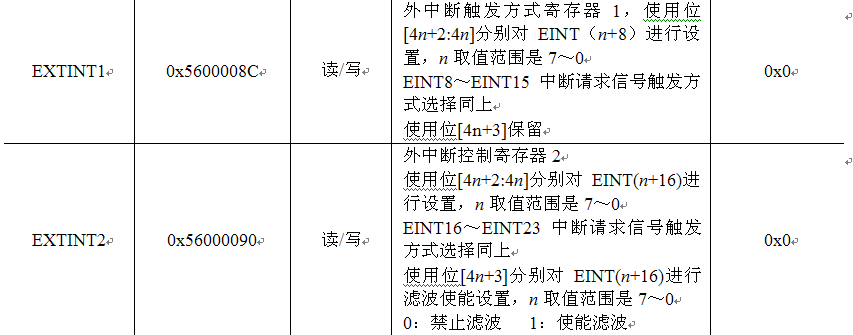 外中断触发方式寄存器 1，使用位
[4n+2:4n]分别对 EINT（n+8）进行设
置，n 取值范围是 7～0
EINT8～EINT15 中断请求信号触发方
式选择同上
使用位[4n+3]保留
EXTINT1
0x5600008C
读/写
0x0
外中断控制寄存器 2
使用位[4n+2:4n]分别对 EINT(n+16)进
行设置，n 取值范围是 7～0
EINT16～EINT23 中断请求信号触发
方式选择同上
使用位[4n+3]分别对 EINT(n+16)进行
滤波使能设置，n 取值范围是 7～0
0：禁止滤波 1：使能滤波
EXTINT2
0x56000090
读/写
0x0